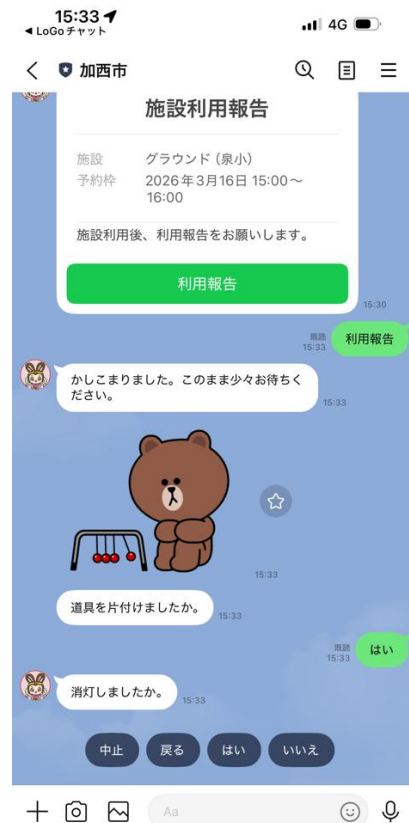 15:33
4G
◀ LoGoチャット
加西市
施設利用報告
施設 グラウンド（泉小）
予約枠 2026年3月16日 15:00～
16:00
施設利用後、利用報告をお願いします。
利用報告
15:30
既読
15:33
利用報告
かしこまりました。このまま少々お待ちく
ださい。
15:33
15:33
道具を片付けましたか。
15:33
既読
15:33
はい
消灯しましたか。
15:33
中止 戻る はい いいえ
Aa